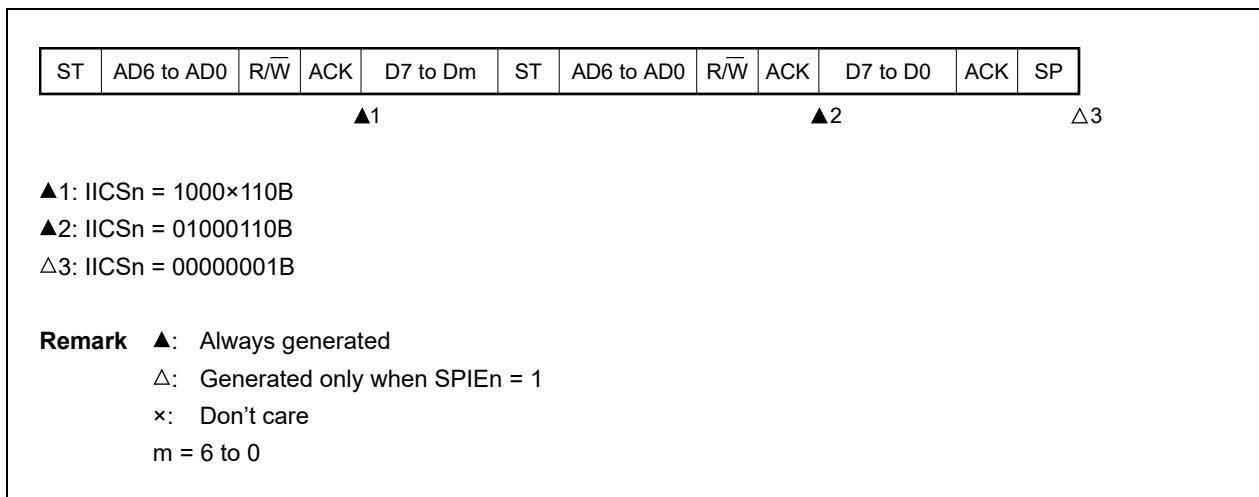 ST AD6 to AD0 R/W̅ ACK D7 to Dm ST AD6 to AD0 R/W̅ ACK D7 to D0 ACK SP
▲1 ▲2 △3
▲1: IICSn = 1000×110B
▲2: IICSn = 01000110B
△3: IICSn = 00000001B
Remark ▲: Always generated
△: Generated only when SPIEn = 1
×: Don't care
m = 6 to 0